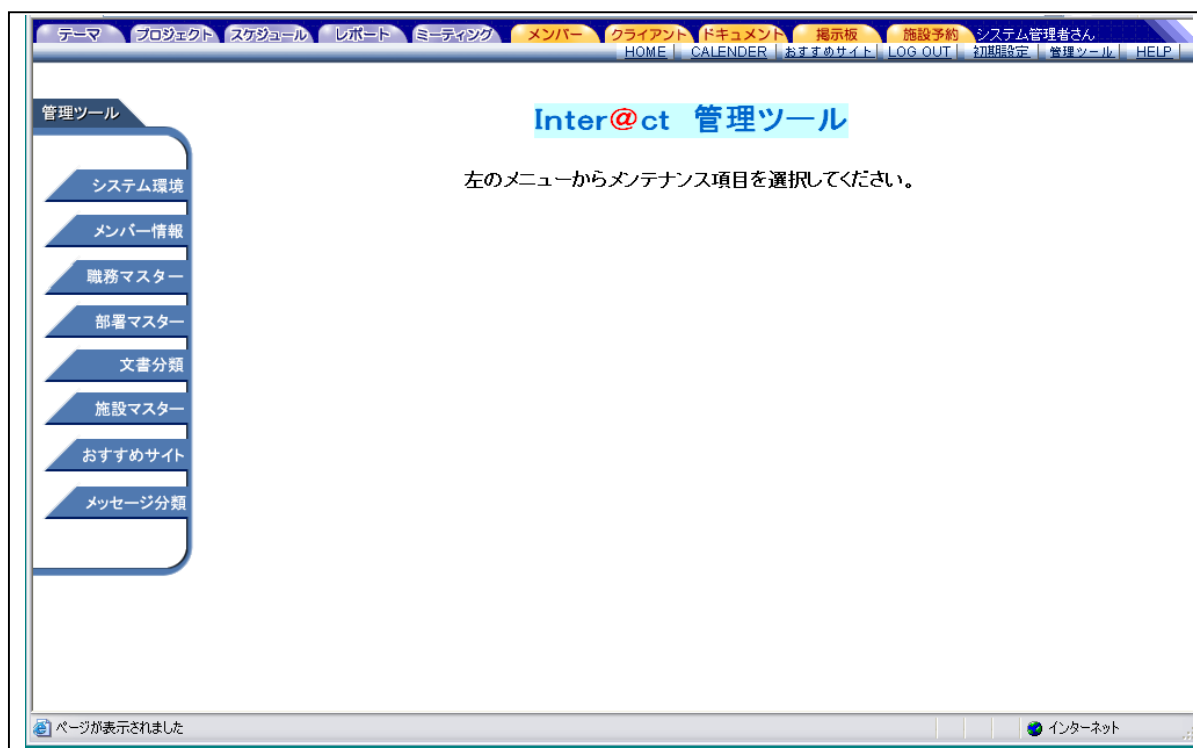 テーマ プロジェクト スケジュール レポート ミーティング メンバー クライアント ドキュメント 掲示板 施設予約 システム管理者さん
HOME | CALENDER | おすすめサイト | LOG OUT | 初期設定 | 管理ツール | HELP |
管理ツール
Inter@ct 管理ツール
左のメニューからメンテナンス項目を選択してください。
システム環境
メンバー情報
職務マスター
部署マスター
文書分類
施設マスター
おすすめサイト
メッセージ分類
ページが表示されました インターネット